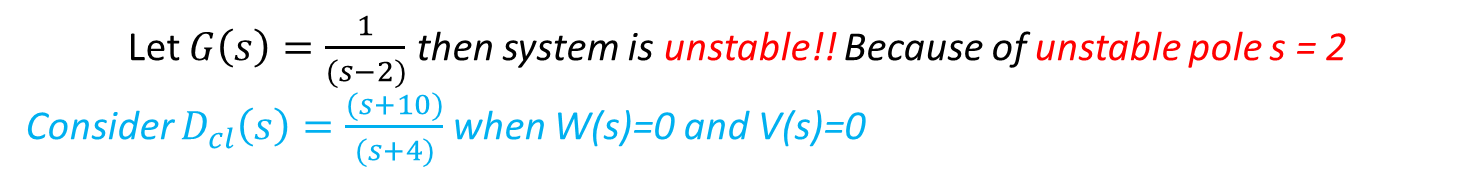 Let G(s) = 1/(s−2) then system is unstable!! Because of unstable pole s = 2
Consider D_cl(s) = (s+10)/(s+4) when W(s)=0 and V(s)=0